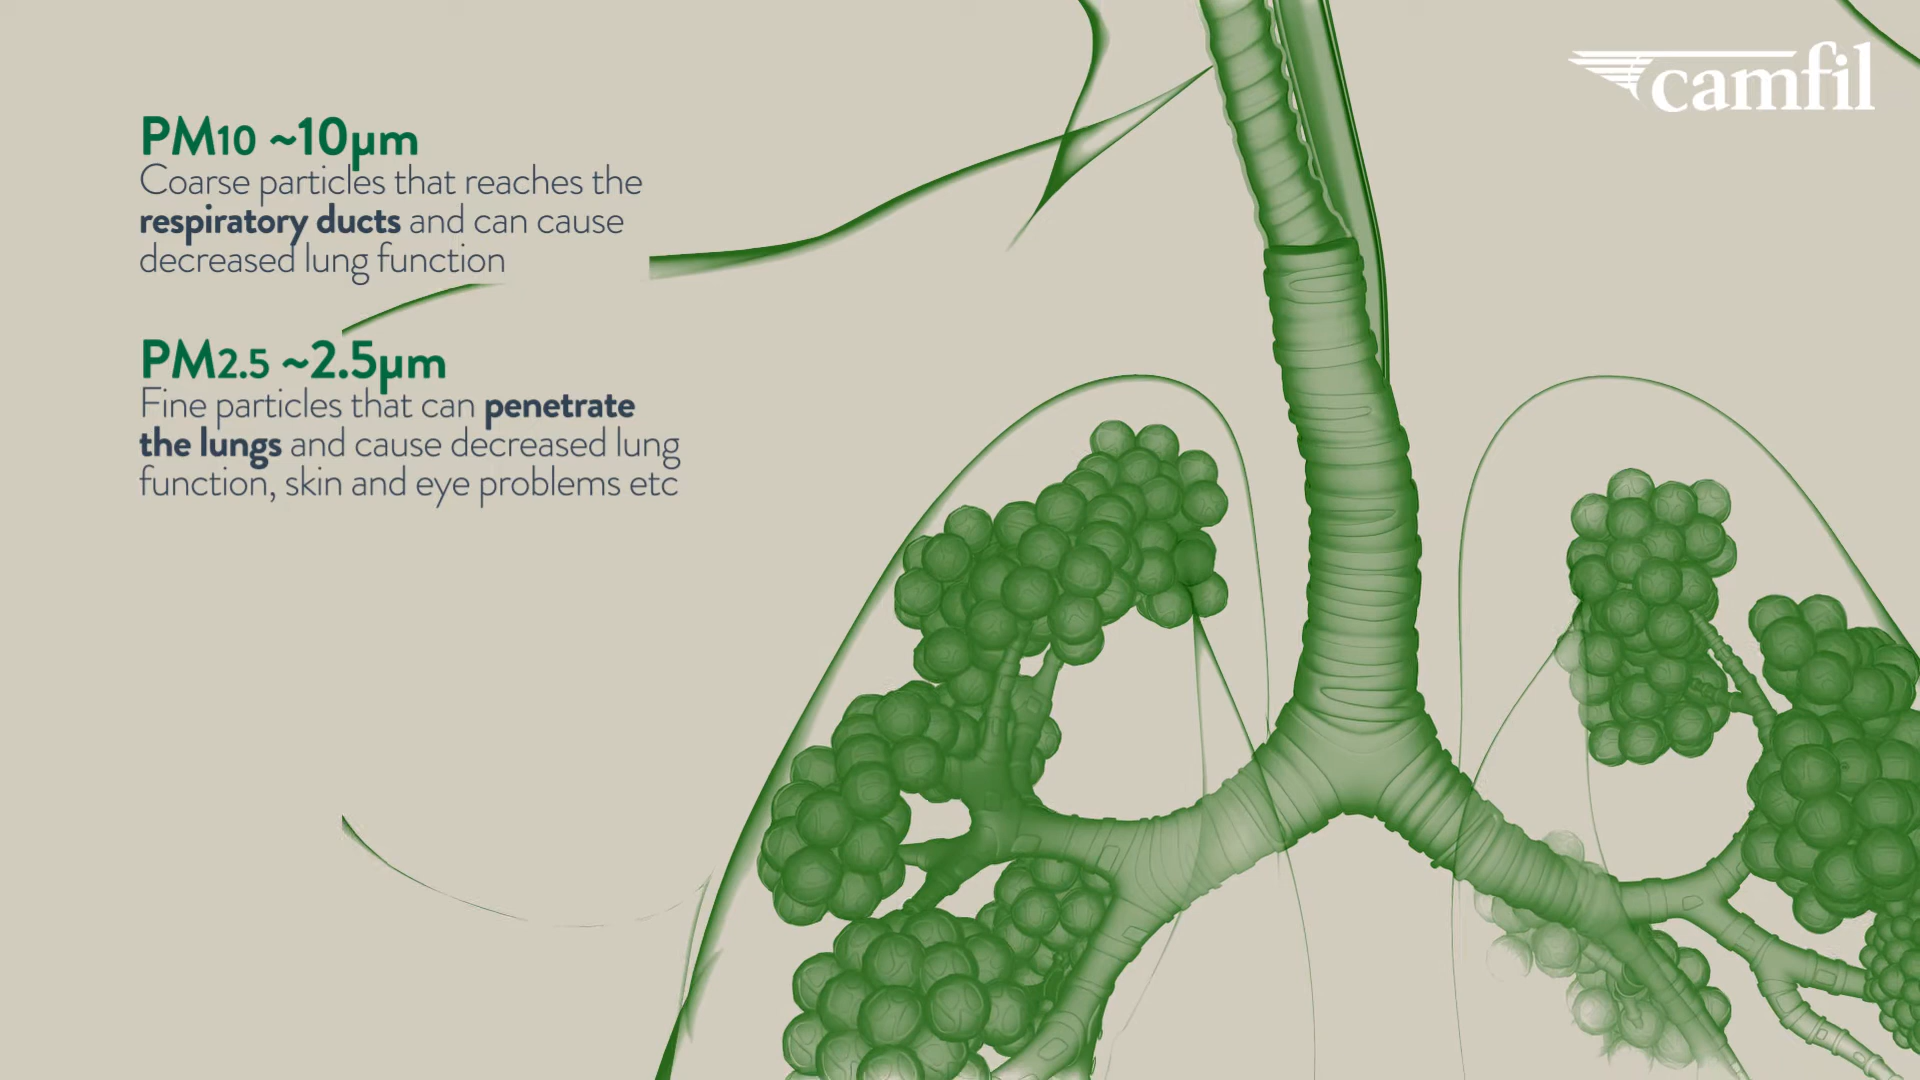 camfil
PM10 ~10µm
Coarse particles that reaches the
respiratory ducts and can cause
decreased lung function
PM2.5 ~2.5µm
Fine particles that can penetrate
the lungs and cause decreased lung
function, skin and eye problems etc